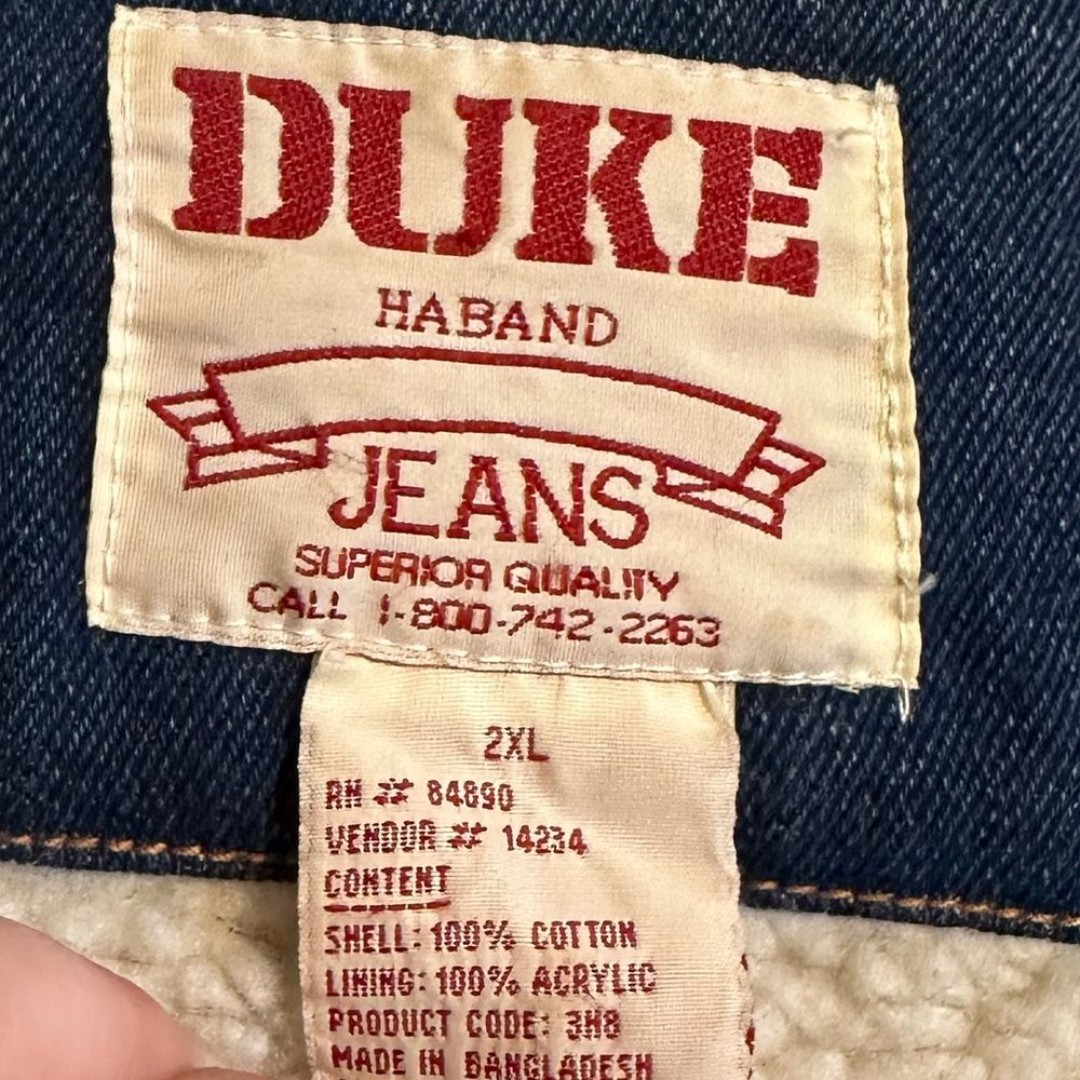 DUKE
HABAND
JEANS
SUPERIOR QUALITY
CALL 1-800-742-2263
2XL
RN # 84890
VENDOR # 14234
CONTENT
SHELL: 100% COTTON
LINING: 100% ACRYLIC
PRODUCT CODE: 3H8
MADE IN BANGLADESH